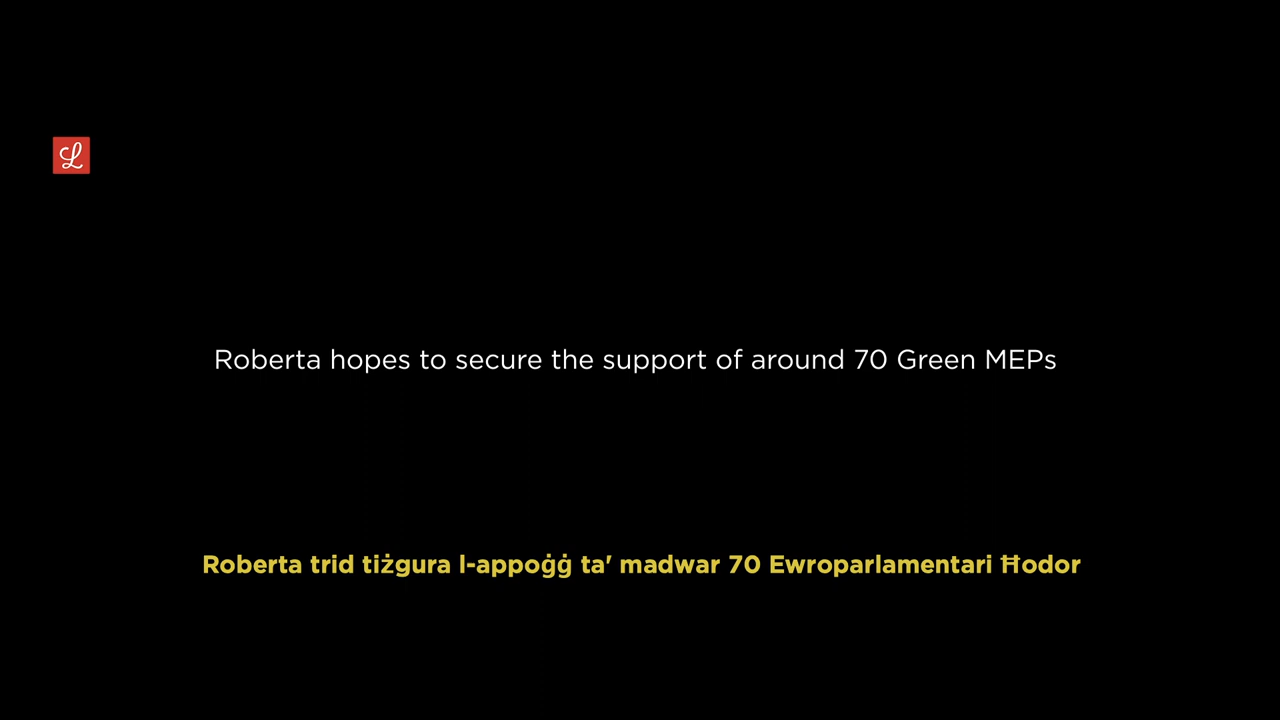 L
Roberta hopes to secure the support of around 70 Green MEPs
Roberta trid tiżgura l-appoġġ ta' madwar 70 Ewroparlamentari Ħodor